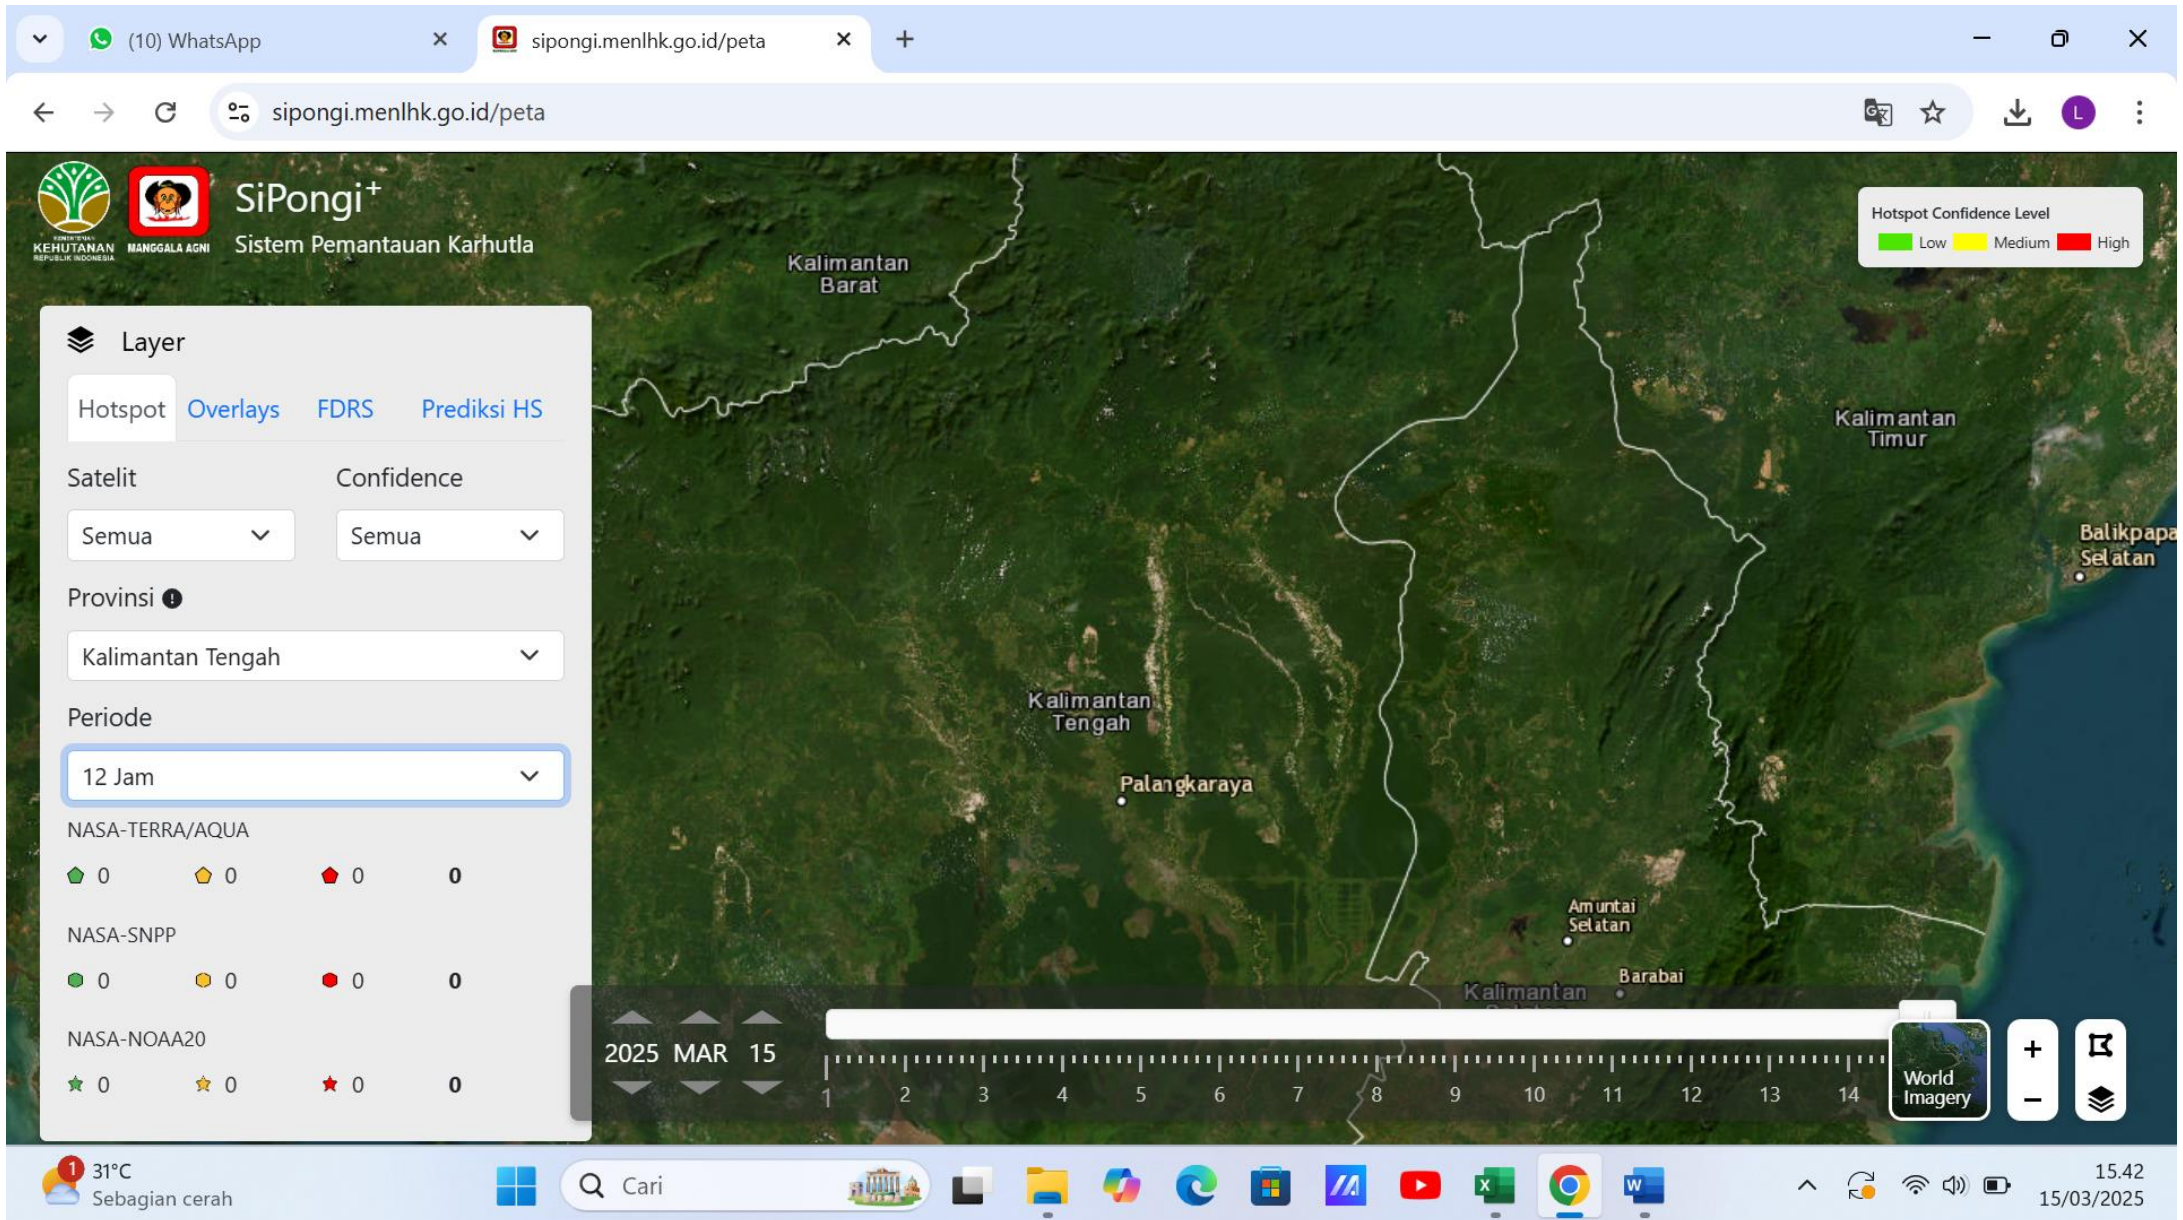 (10) WhatsApp
sipongi.menlhk.go.id/peta
sipongi.menlhk.go.id/peta
L
KEHUTANAN
REPUBLIK INDONESIA
MANGGALA AGNI
SiPongi+
Sistem Pemantauan Karhutla
Hotspot Confidence Level
Low Medium High
Layer
Hotspot Overlays FDRS Prediksi HS
Satelit Confidence
Semua Semua
Provinsi
Kalimantan Tengah
Periode
12 Jam
NASA-TERRA/AQUA
0 0 0 0
NASA-SNPP
0 0 0 0
NASA-NOAA20
0 0 0 0
Kalimantan
Barat
Kalimantan
Timur
Balikpapa
Selatan
Kalimantan
Tengah
Palangkaraya
Amuntai
Selatan
Barabai
Kalimantan
2025 MAR 15
1 2 3 4 5 6 7 8 9 10 11 12 13 14
World
Imagery
+
−
1
31°C
Sebagian cerah
Cari
15.42
15/03/2025